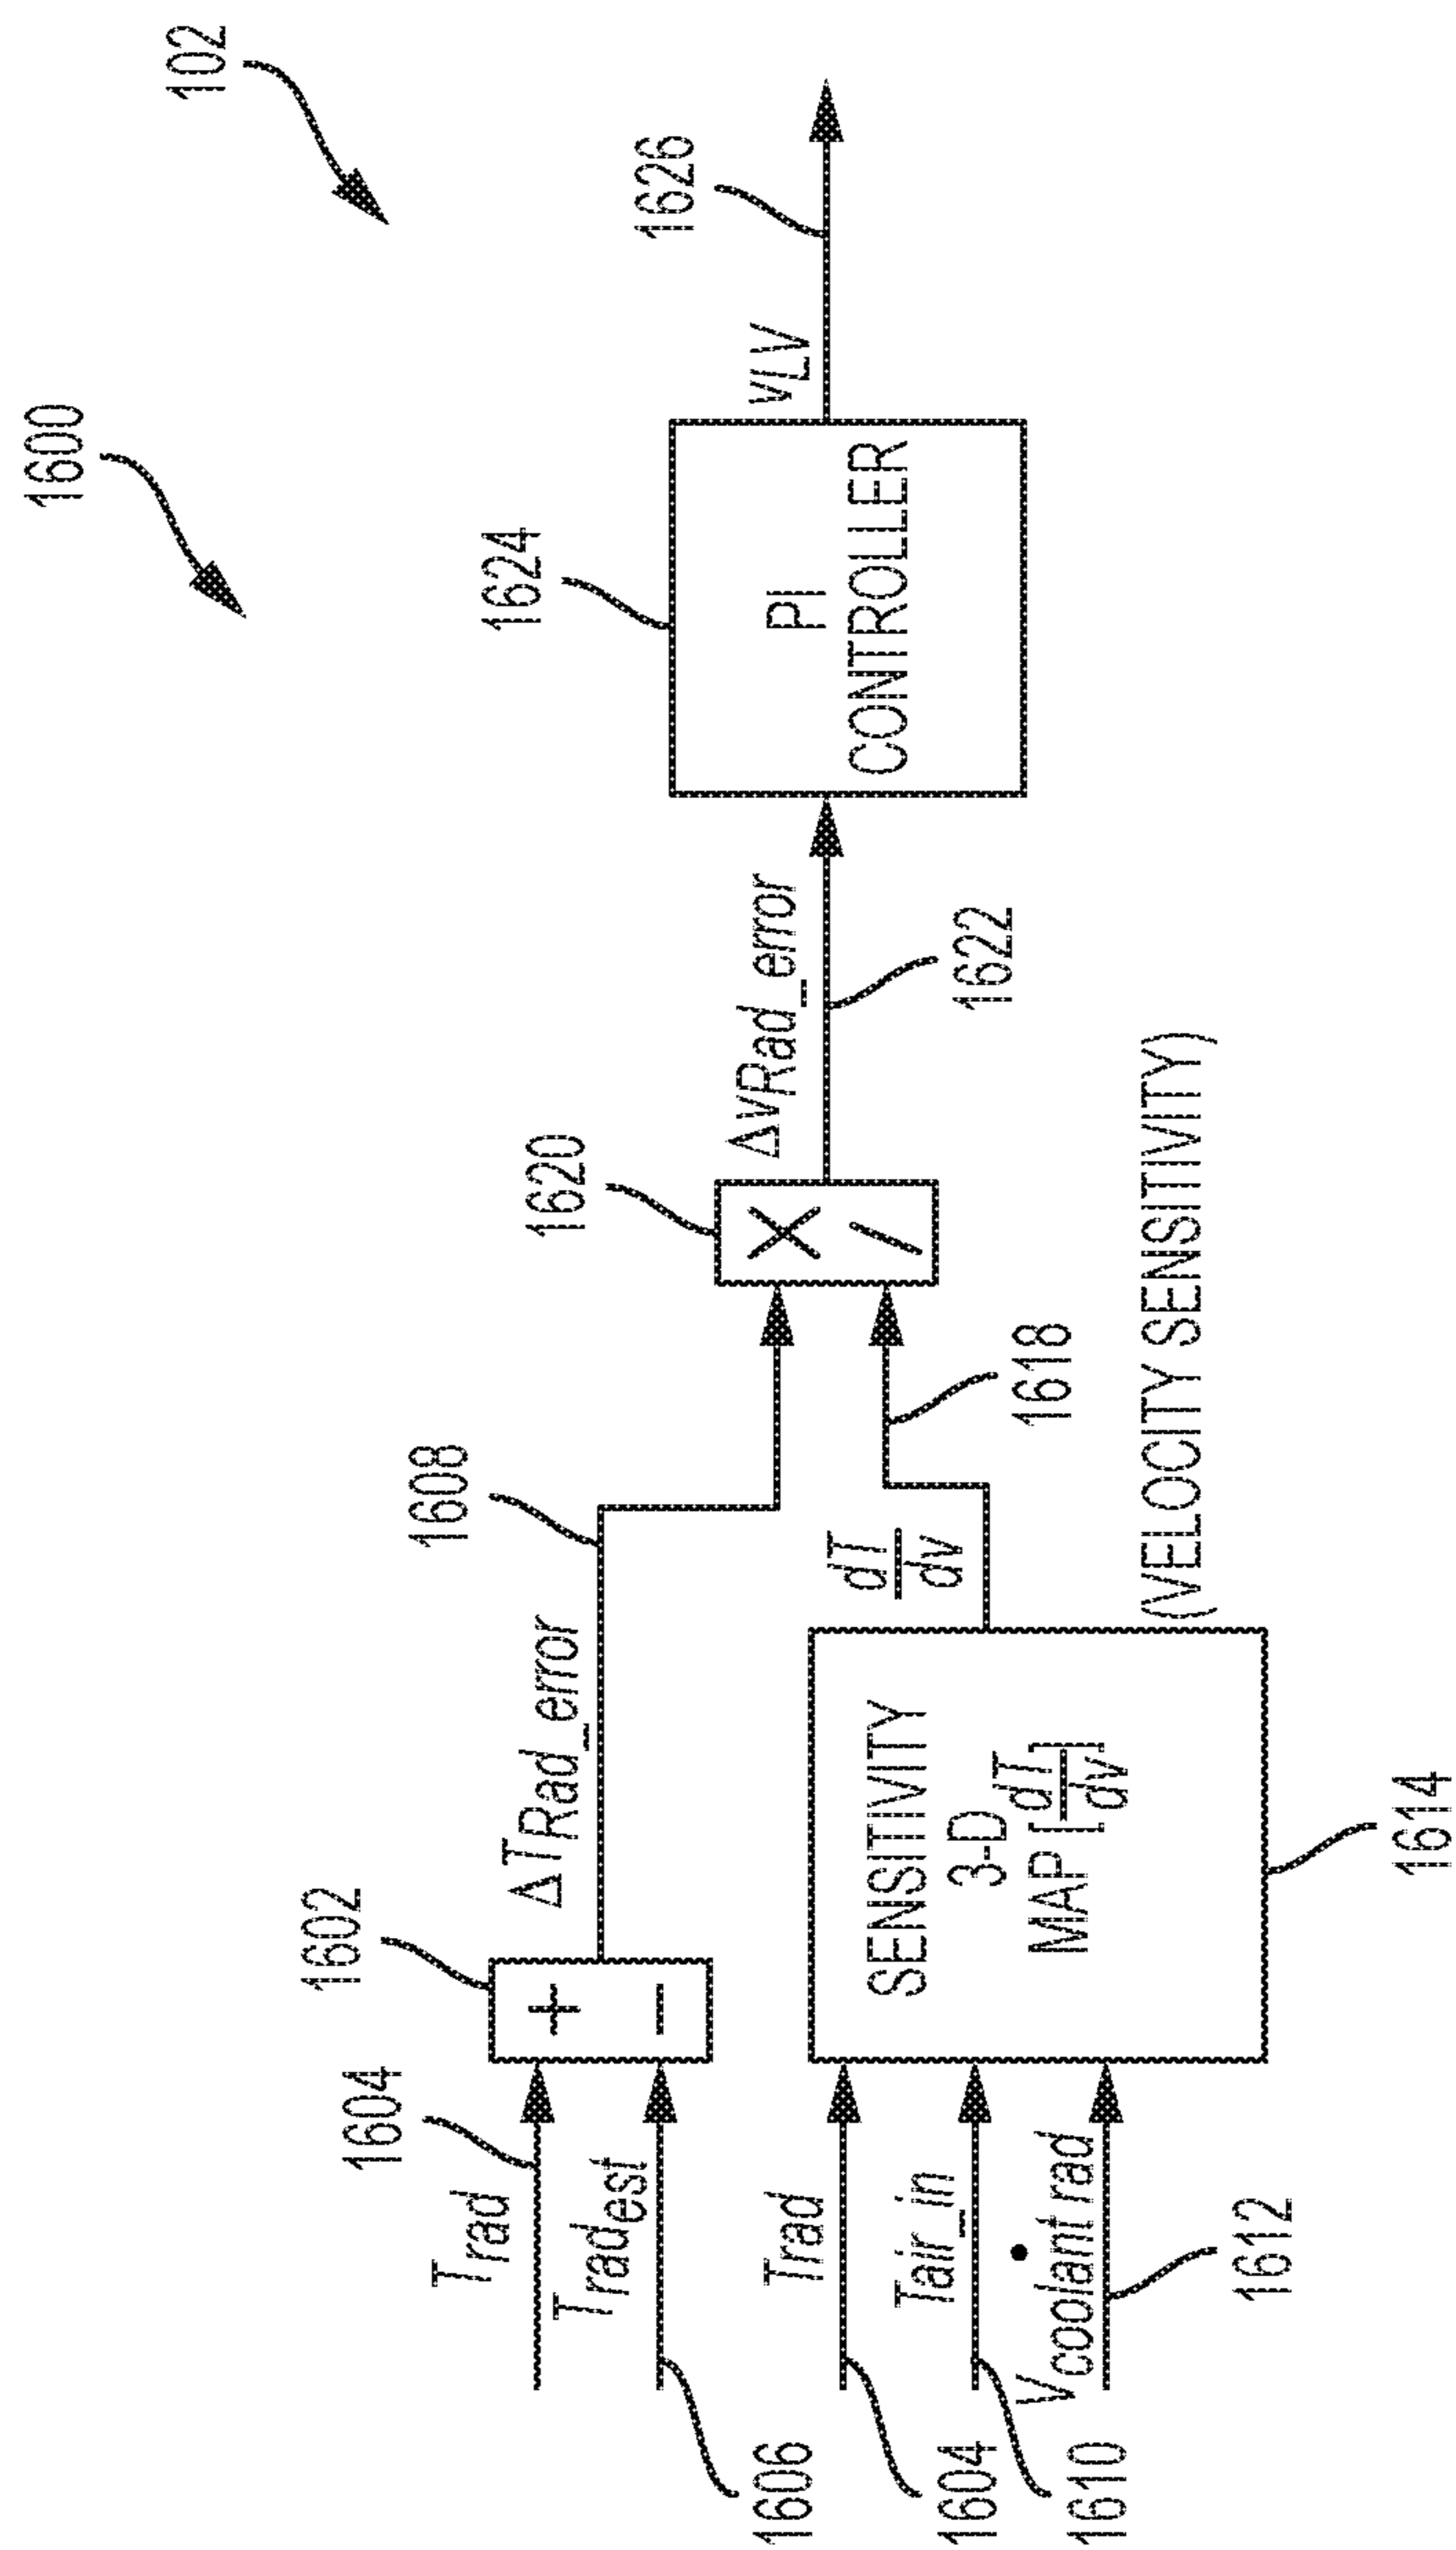 102
1600
1626
VLV
1624
PI
CONTROLLER
ΔvRad_error
1622
1620
X
/
1608
ΔTRad_error
1618
dT
dv
(VELOCITY SENSITIVITY)
1602
+
−
1604
Trad
Tradest
1606
SENSITIVITY
3-D
MAP [dT/dv]
1614
Trad
Tair_in
V̇coolant rad
1604
1610
1612